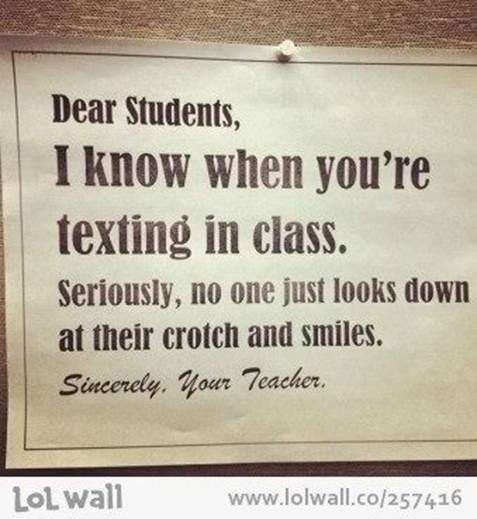 Dear Students,
I know when you're
texting in class.
Seriously, no one just looks down
at their crotch and smiles.
Sincerely, Your Teacher.
LOL wall
www.lolwall.co/257416